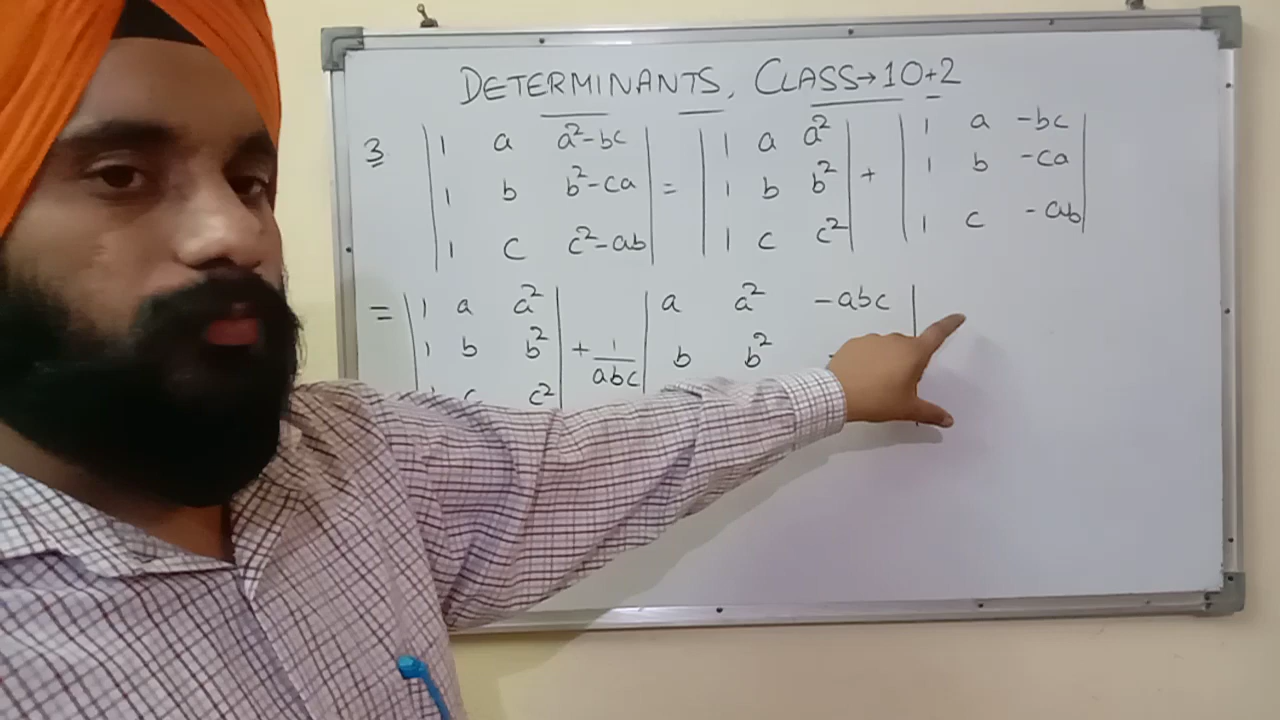 DETERMINANTS, CLASS→10+2
3 | 1 a a²-bc | = | 1 a a² | + | 1 a -bc |
| 1 b b²-ca | | 1 b b² | | 1 b -ca |
| 1 c c²-ab | | 1 c c² | | 1 c -ab |
= | 1 a a² | + 1/abc | a a² -abc |
| 1 b b² | | b b²
c c² |